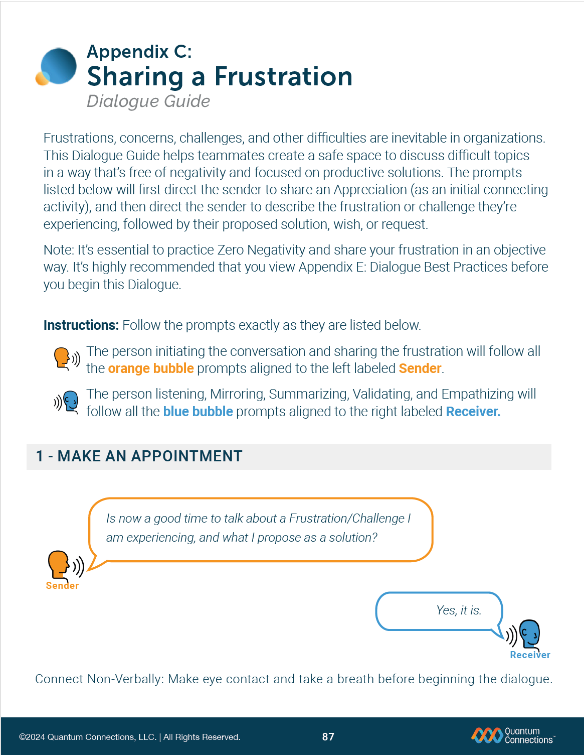 Appendix C:
Sharing a Frustration
Dialogue Guide
Frustrations, concerns, challenges, and other difficulties are inevitable in organizations.
This Dialogue Guide helps teammates create a safe space to discuss difficult topics
in a way that's free of negativity and focused on productive solutions. The prompts
listed below will first direct the sender to share an Appreciation (as an initial connecting
activity), and then direct the sender to describe the frustration or challenge they're
experiencing, followed by their proposed solution, wish, or request.
Note: It's essential to practice Zero Negativity and share your frustration in an objective
way. It's highly recommended that you view Appendix E: Dialogue Best Practices before
you begin this Dialogue.
Instructions: Follow the prompts exactly as they are listed below.
The person initiating the conversation and sharing the frustration will follow all
the orange bubble prompts aligned to the left labeled Sender.
The person listening, Mirroring, Summarizing, Validating, and Empathizing will
follow all the blue bubble prompts aligned to the right labeled Receiver.
1 - MAKE AN APPOINTMENT
Is now a good time to talk about a Frustration/Challenge I
am experiencing, and what I propose as a solution?
Sender
Yes, it is.
Receiver
Connect Non-Verbally: Make eye contact and take a breath before beginning the dialogue.
©2024 Quantum Connections, LLC. | All Rights Reserved.
87
Quantum
Connections™